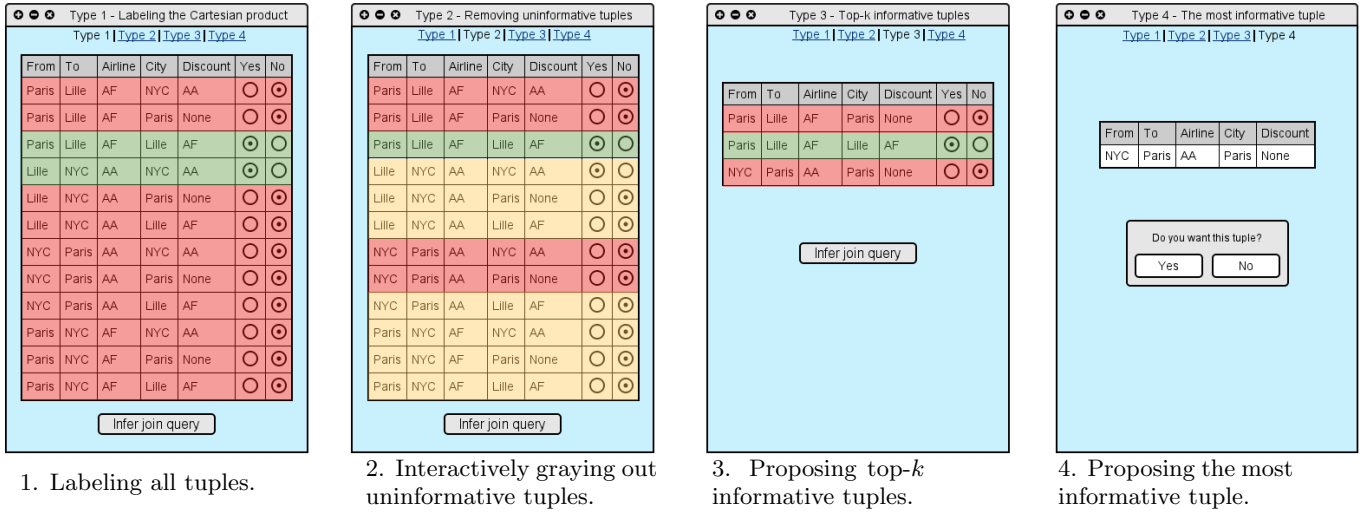 Type 1 - Labeling the Cartesian product
Type 1 | Type 2 | Type 3 | Type 4
From To Airline City Discount Yes No
Paris Lille AF NYC AA
Paris Lille AF Paris None
Paris Lille AF Lille AF
Lille NYC AA NYC AA
Lille NYC AA Paris None
Lille NYC AA Lille AF
NYC Paris AA NYC AA
NYC Paris AA Paris None
NYC Paris AA Lille AF
Paris NYC AF NYC AA
Paris NYC AF Paris None
Paris NYC AF Lille AF
Infer join query
1. Labeling all tuples.
Type 2 - Removing uninformative tuples
Type 1 | Type 2 | Type 3 | Type 4
From To Airline City Discount Yes No
Paris Lille AF NYC AA
Paris Lille AF Paris None
Paris Lille AF Lille AF
Lille NYC AA NYC AA
Lille NYC AA Paris None
Lille NYC AA Lille AF
NYC Paris AA NYC AA
NYC Paris AA Paris None
NYC Paris AA Lille AF
Paris NYC AF NYC AA
Paris NYC AF Paris None
Paris NYC AF Lille AF
Infer join query
2. Interactively graying out
uninformative tuples.
Type 3 - Top-k informative tuples
Type 1 | Type 2 | Type 3 | Type 4
From To Airline City Discount Yes No
Paris Lille AF Paris None
Paris Lille AF Lille AF
NYC Paris AA Paris None
Infer join query
3. Proposing top-k
informative tuples.
Type 4 - The most informative tuple
Type 1 | Type 2 | Type 3 | Type 4
From To Airline City Discount
NYC Paris AA Paris None
Do you want this tuple?
Yes No
4. Proposing the most
informative tuple.